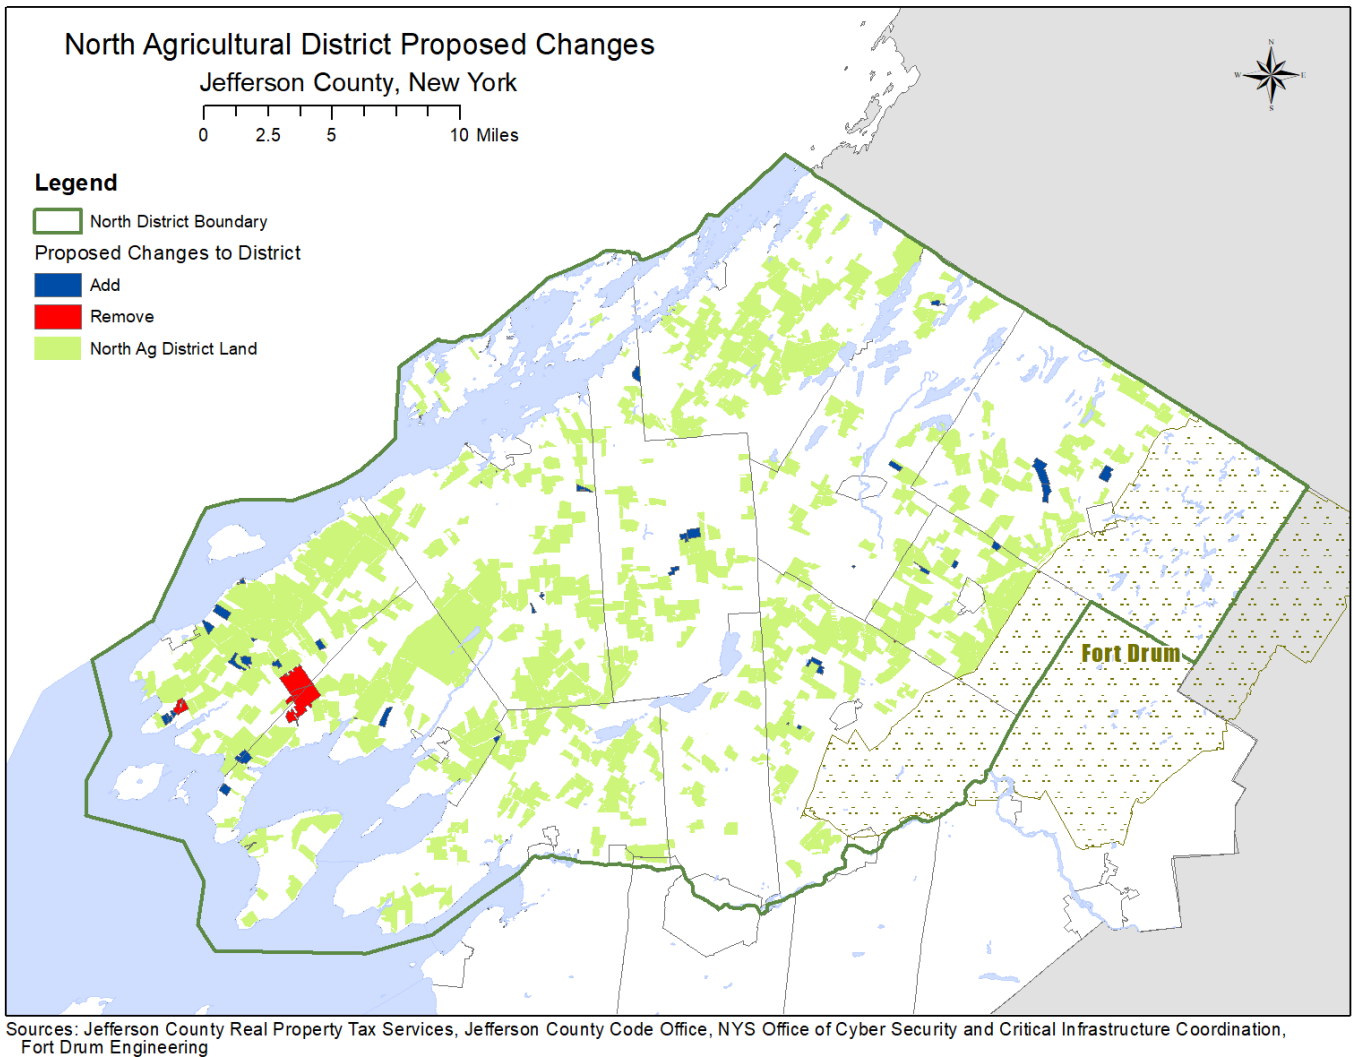 North Agricultural District Proposed Changes
Jefferson County, New York
0 2.5 5 10 Miles
N
W E
S
Legend
North District Boundary
Proposed Changes to District
Add
Remove
North Ag District Land
Fort Drum
Sources: Jefferson County Real Property Tax Services, Jefferson County Code Office, NYS Office of Cyber Security and Critical Infrastructure Coordination,
Fort Drum Engineering